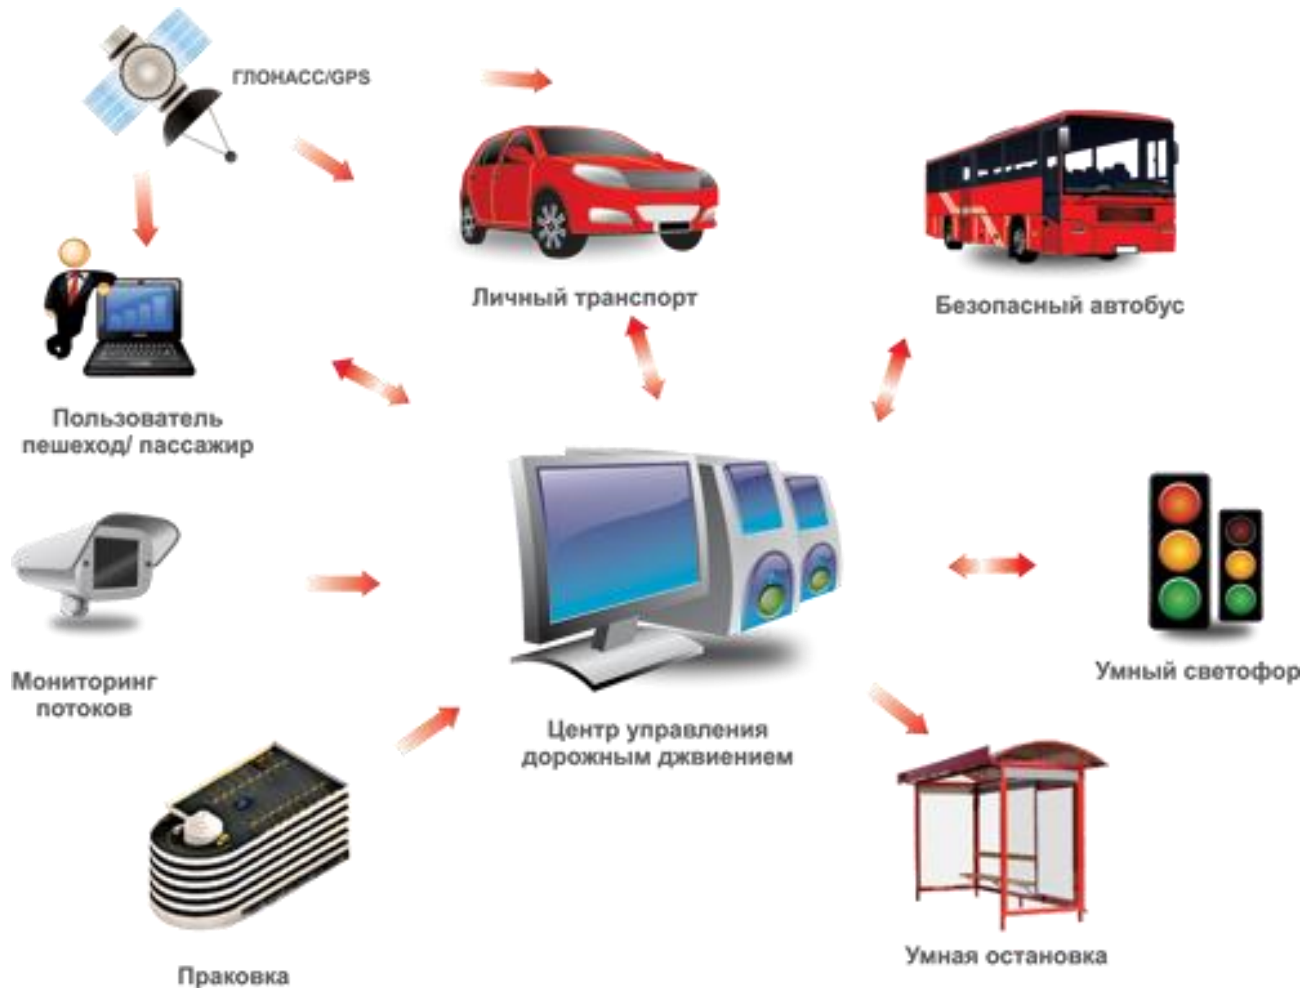 ГЛОНАСС/GPS
Личный транспорт
Безопасный автобус
Пользователь
пешеход/ пассажир
Мониторинг
потоков
Центр управления
дорожным джвиением
Умный светофор
Праковка
Умная остановка